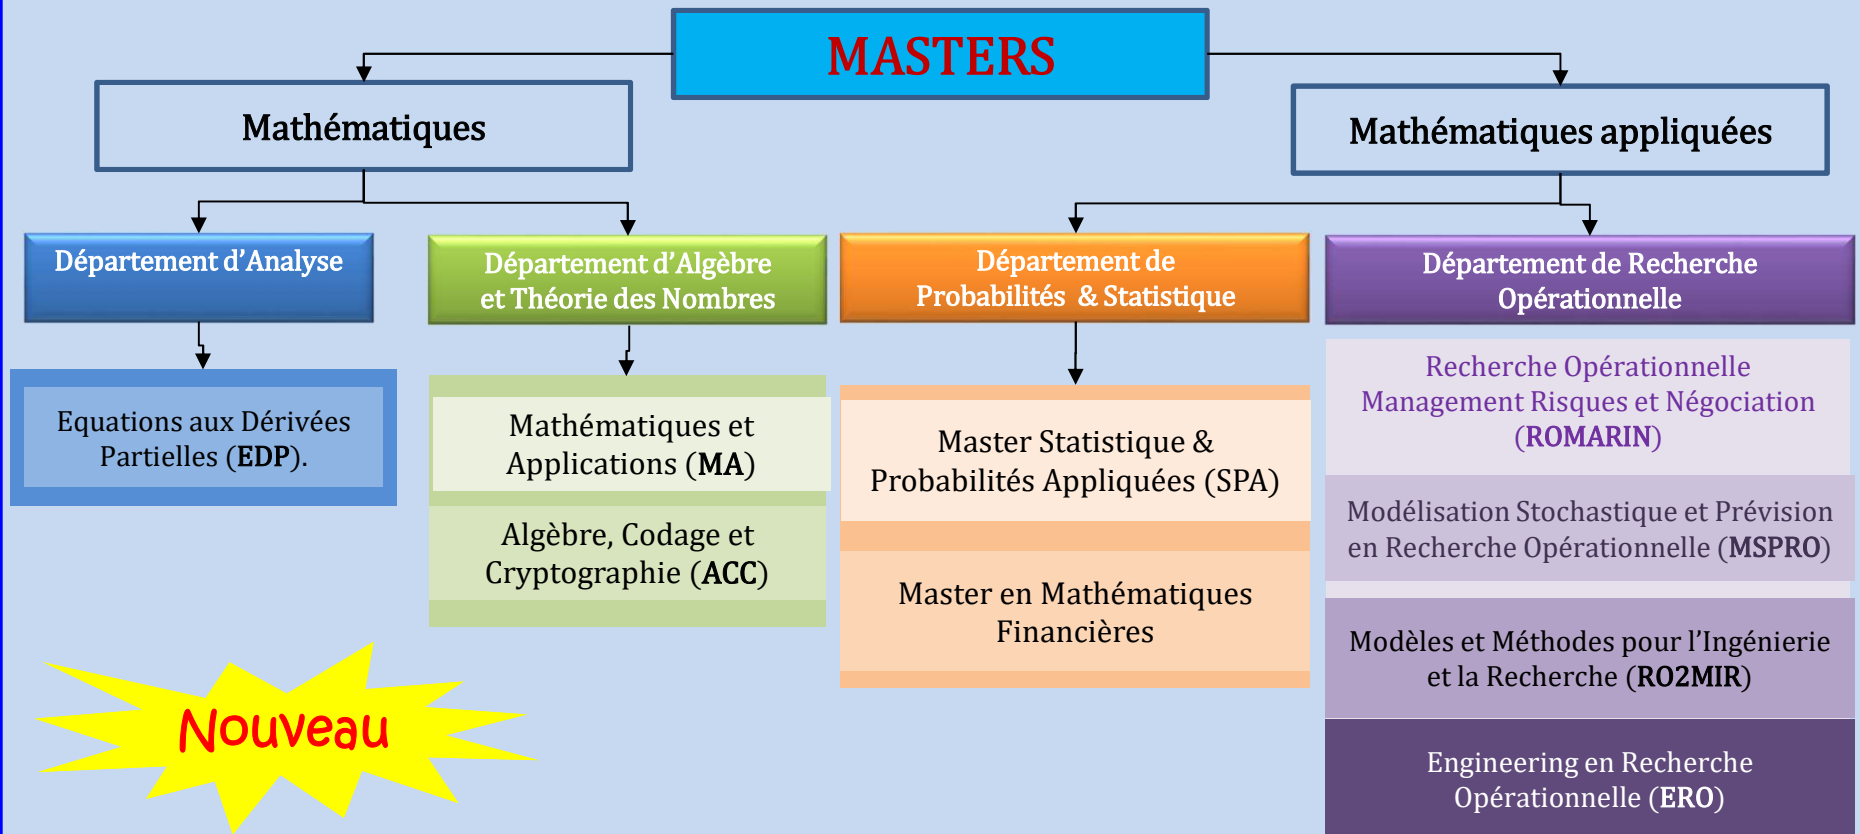 MASTERS
Mathématiques
Mathématiques appliquées
Département d'Analyse
Département d'Algèbre
et Théorie des Nombres
Département de
Probabilités & Statistique
Département de Recherche
Opérationnelle
Equations aux Dérivées
Partielles (EDP).
Mathématiques et
Applications (MA)
Algèbre, Codage et
Cryptographie (ACC)
Master Statistique &
Probabilités Appliquées (SPA)
Master en Mathématiques
Financières
Recherche Opérationnelle
Management Risques et Négociation
(ROMARIN)
Modélisation Stochastique et Prévision
en Recherche Opérationnelle (MSPRO)
Modèles et Méthodes pour l'Ingénierie
et la Recherche (RO2MIR)
Engineering en Recherche
Opérationnelle (ERO)
Nouveau